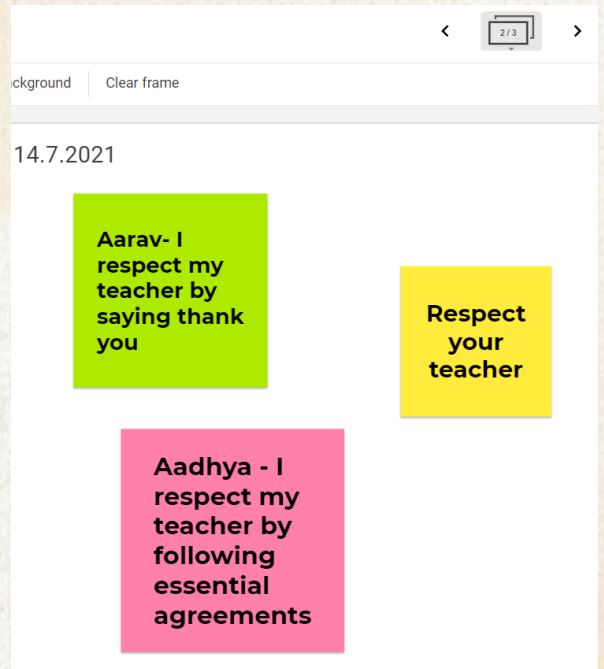 2 / 3
ckground
Clear frame
14.7.2021
Aarav- I
respect my
teacher by
saying thank
you
Respect
your
teacher
Aadhya - I
respect my
teacher by
following
essential
agreements